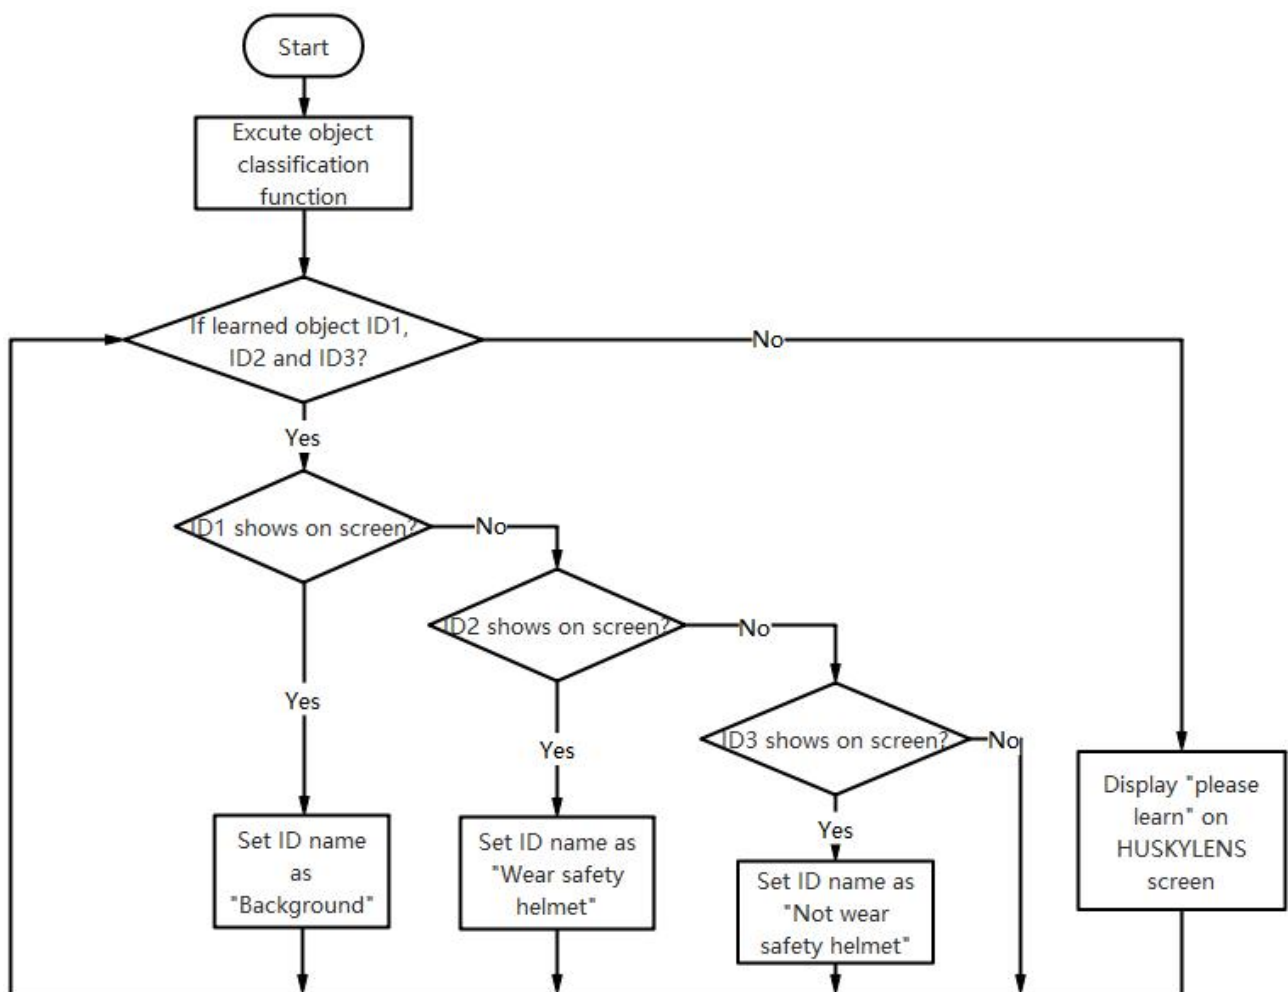 Start
Excute object
classification
function
If learned object ID1,
ID2 and ID3?
No
Yes
ID1 shows on screen?
No
ID2 shows on screen?
No
Yes
ID3 shows on screen?
No
Yes
Yes
Set ID name
as
"Background"
Set ID name as
"Wear safety
helmet"
Set ID name as
"Not wear
safety helmet"
Display "please
learn" on
HUSKYLENS
screen